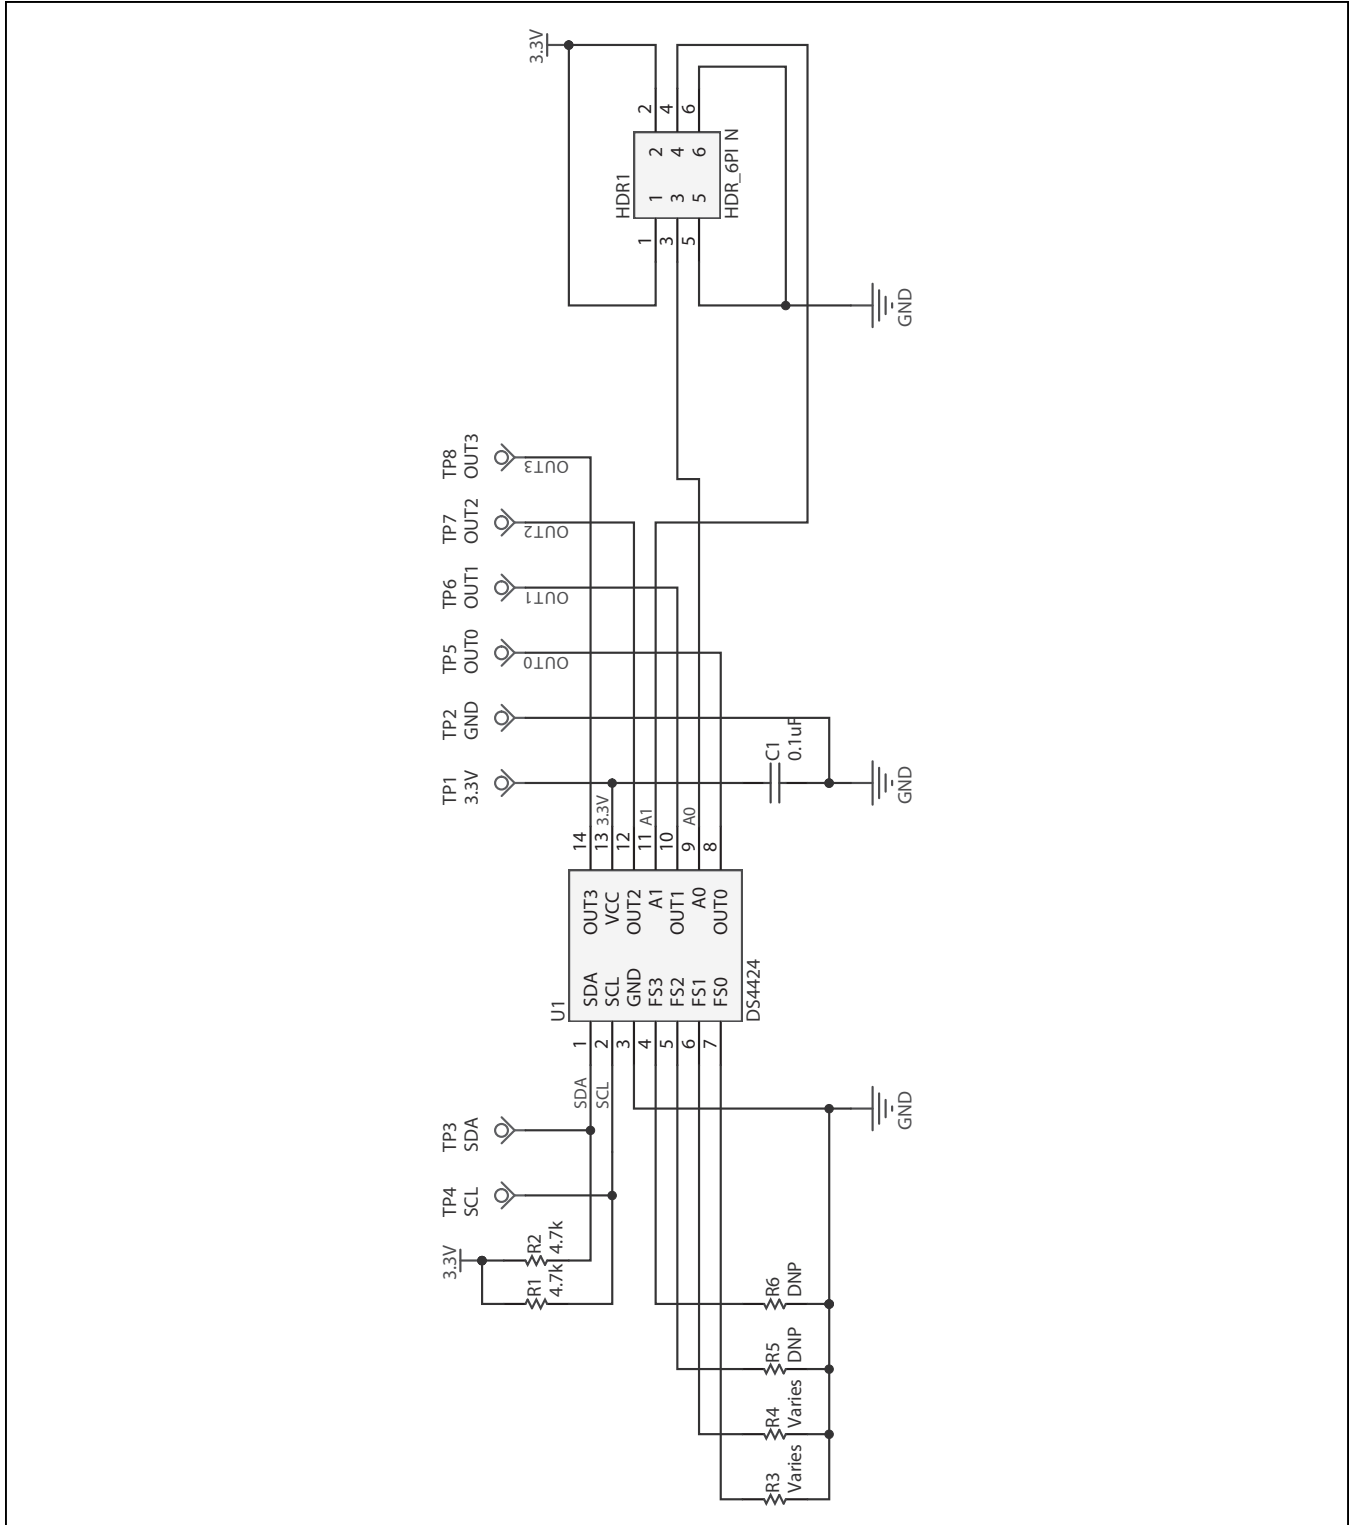 3.3V
2
4
6
2
4
6
1
3
5
HDR1
HDR_6PI N
1
3
5
GND
TP8
OUT3
OUT3
TP7
OUT2
OUT2
TP6
OUT1
OUT1
TP5
OUT0
OUT0
TP2
GND
TP1
3.3V
C1
0.1uF
GND
14
13
3.3V
12
11
A1
10
9
A0
8
OUT3
VCC
OUT2
A1
OUT1
A0
OUT0
SDA
SCL
GND
FS3
FS2
FS1
FS0
U1
DS4424
1
2
3
4
5
6
7
SDA
SCL
GND
TP3
SDA
TP4
SCL
3.3V
R2
4.7k
R1
4.7k
R6
DNP
R5
DNP
R4
Varies
R3
Varies